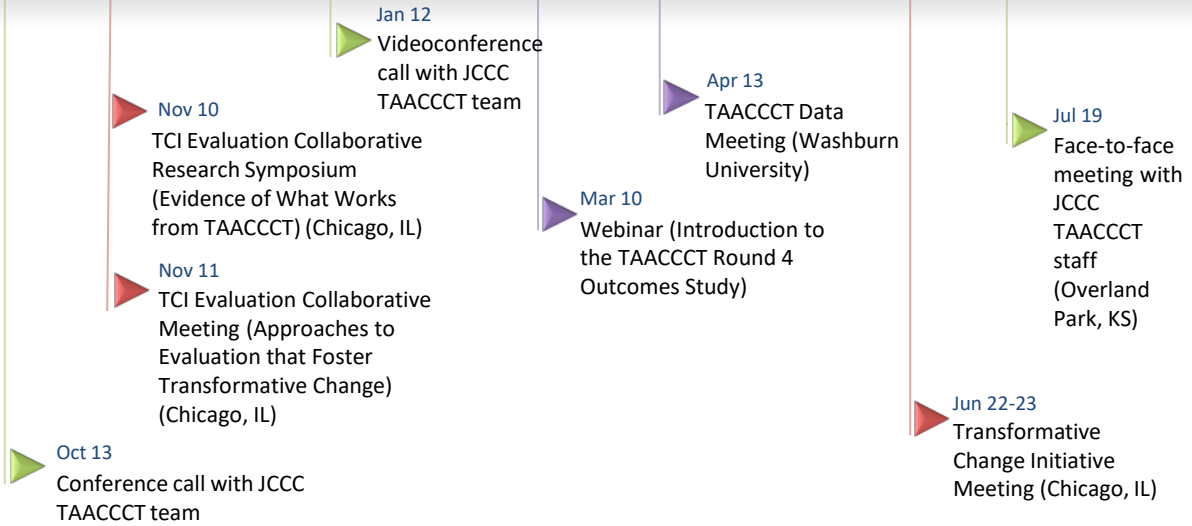 Jan 12
Videoconference
call with JCCC
TAACCCT team
Nov 10
TCI Evaluation Collaborative
Research Symposium
(Evidence of What Works
from TAACCCT) (Chicago, IL)
Nov 11
TCI Evaluation Collaborative
Meeting (Approaches to
Evaluation that Foster
Transformative Change)
(Chicago, IL)
Oct 13
Conference call with JCCC
TAACCCT team
Apr 13
TAACCCT Data
Meeting (Washburn
University)
Mar 10
Webinar (Introduction to
the TAACCCT Round 4
Outcomes Study)
Jul 19
Face-to-face
meeting with
JCCC
TAACCCT
staff
(Overland
Park, KS)
Jun 22-23
Transformative
Change Initiative
Meeting (Chicago, IL)